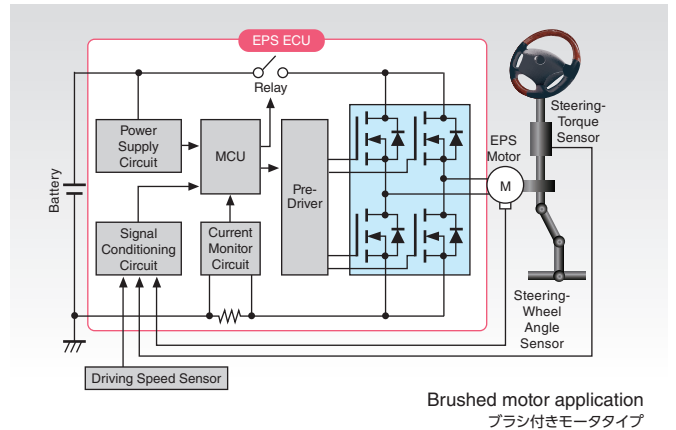 EPS ECU
Relay
Steering-
Torque
Sensor
Power
Supply
Circuit
MCU
EPS
Motor
Pre-
Driver
M
Battery
Signal
Conditioning
Circuit
Current
Monitor
Circuit
Steering-
Wheel
Angle
Sensor
Driving Speed Sensor
Brushed motor application
ブラシ付きモータタイプ